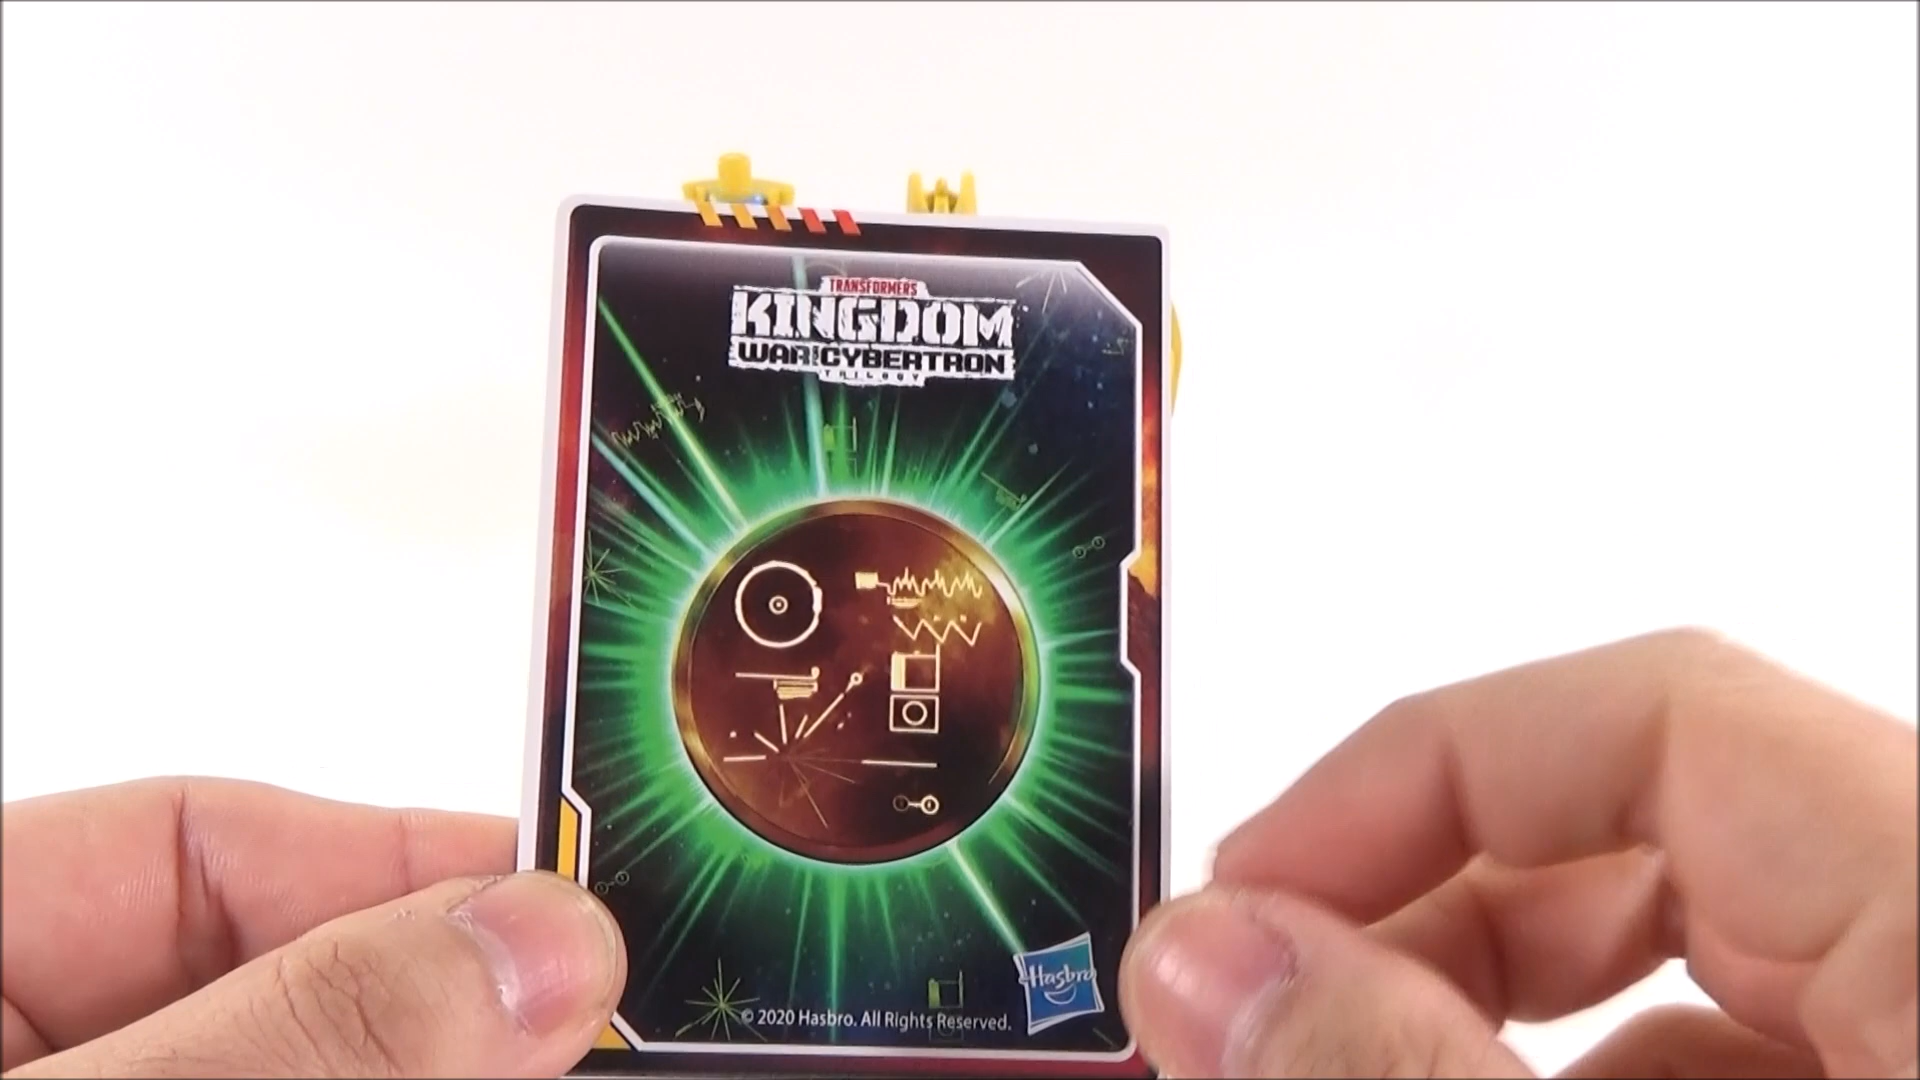 TRANSFORMERS
KINGDOM
WAR FOR CYBERTRON
TRILOGY
Hasbro
© 2020 Hasbro. All Rights Reserved.